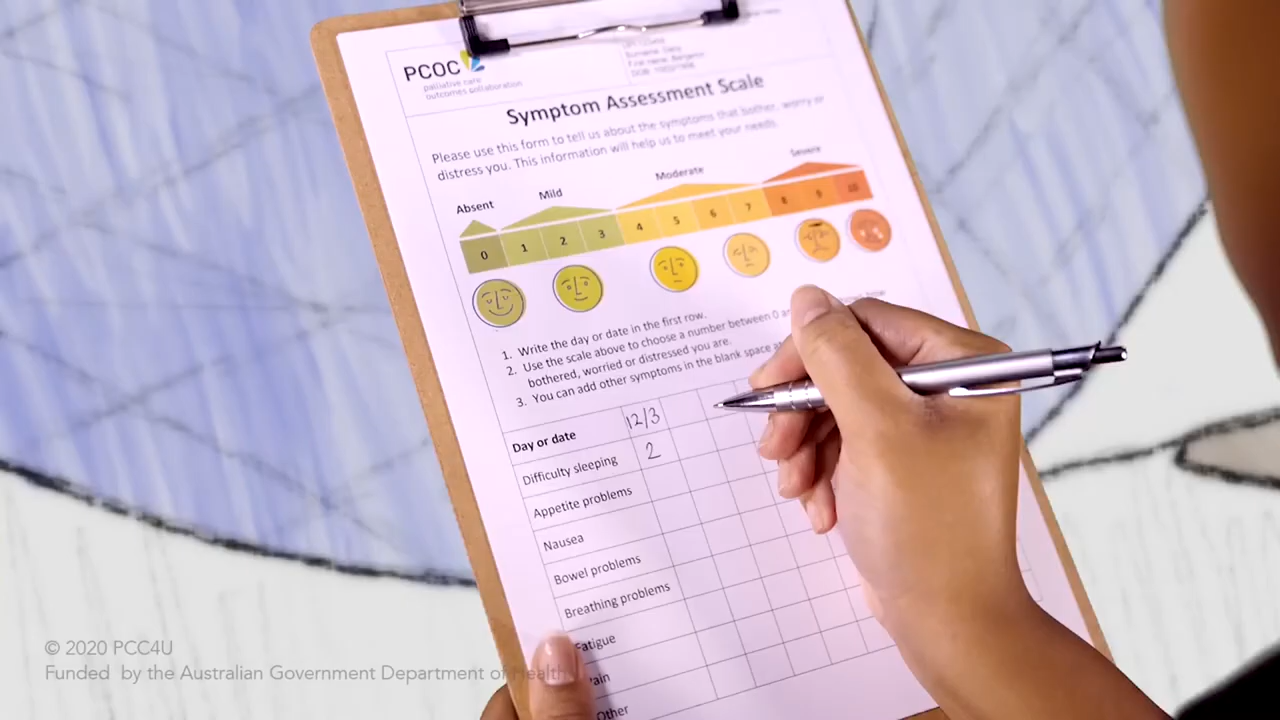 PCOC
palliative care
outcomes collaboration
Symptom Assessment Scale
Please use this form to tell us about the symptoms that bother, worry or
distress you. This information will help us to meet your needs.
Absent Mild Moderate Severe
0 1 2 3 4 5 6 7 8 9 10
1. Write the day or date in the first row.
2. Use the scale above to choose a number between 0
bothered, worried or distressed you are.
3. You can add other symptoms in the blank space
Day or date 12/3
Difficulty sleeping 2
Appetite problems
Nausea
Bowel problems
Breathing problems
Fatigue
Pain
Other
© 2020 PCC4U
Funded by the Australian Government Department of Health